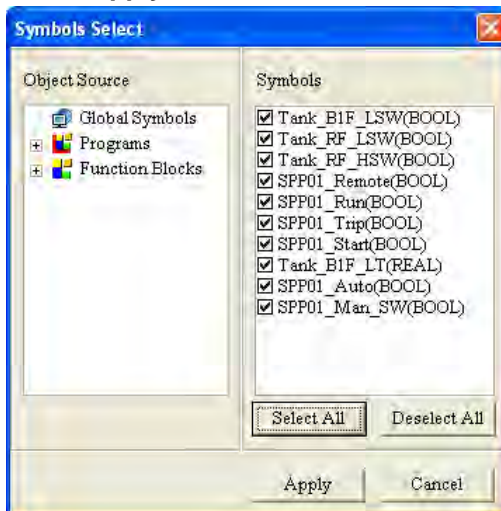 Symbols Select
Object Source
Global Symbols
Programs
Function Blocks
Symbols
Tank_B1F_LSW(BOOL)
Tank_RF_LSW(BOOL)
Tank_RF_HSW(BOOL)
SPP01_Remote(BOOL)
SPP01_Run(BOOL)
SPP01_Trip(BOOL)
SPP01_Start(BOOL)
Tank_B1F_LT(REAL)
SPP01_Auto(BOOL)
SPP01_Man_SW(BOOL)
Select All
Deselect All
Apply
Cancel